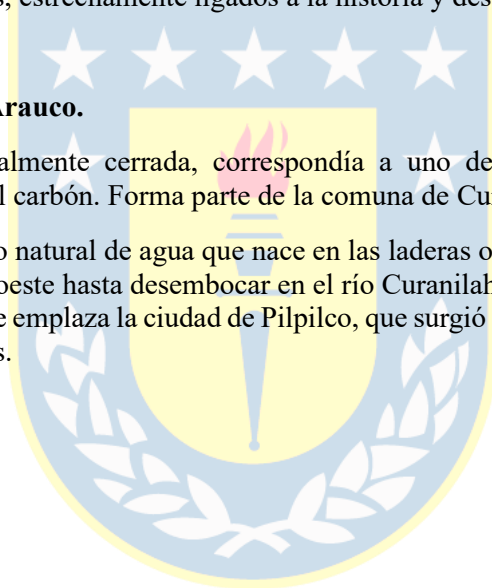 estrechamente ligados a la historia y des
Arauco.
almente cerrada, correspondía a uno de
l carbón. Forma parte de la comuna de Cu
o natural de agua que nace en las laderas o
oeste hasta desembocar en el río Curanilah
e emplaza la ciudad de Pilpilco, que surgió
s.